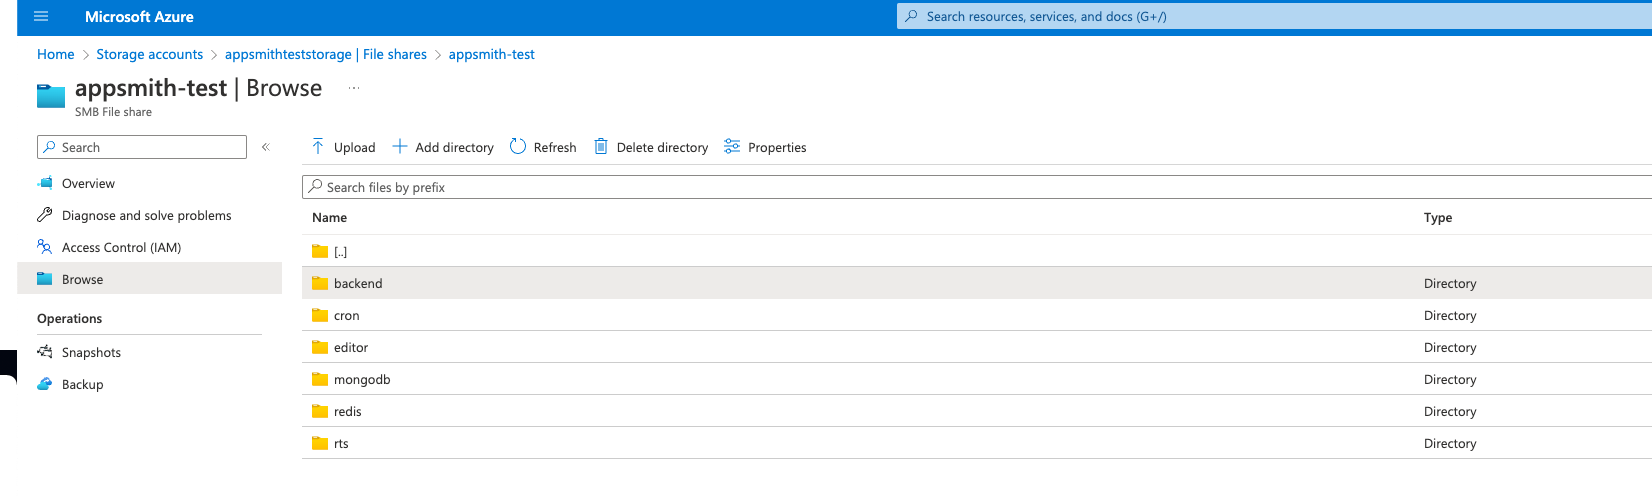 Microsoft Azure
Search resources, services, and docs (G+/)
Home > Storage accounts > appsmithteststorage | File shares > appsmith-test
appsmith-test | Browse ...
SMB File share
Search «
Upload Add directory Refresh Delete directory Properties
Search files by prefix
Overview
Diagnose and solve problems
Access Control (IAM)
Browse
Operations
Snapshots
Backup
Name Type
[..]
backend Directory
cron Directory
editor Directory
mongodb Directory
redis Directory
rts Directory